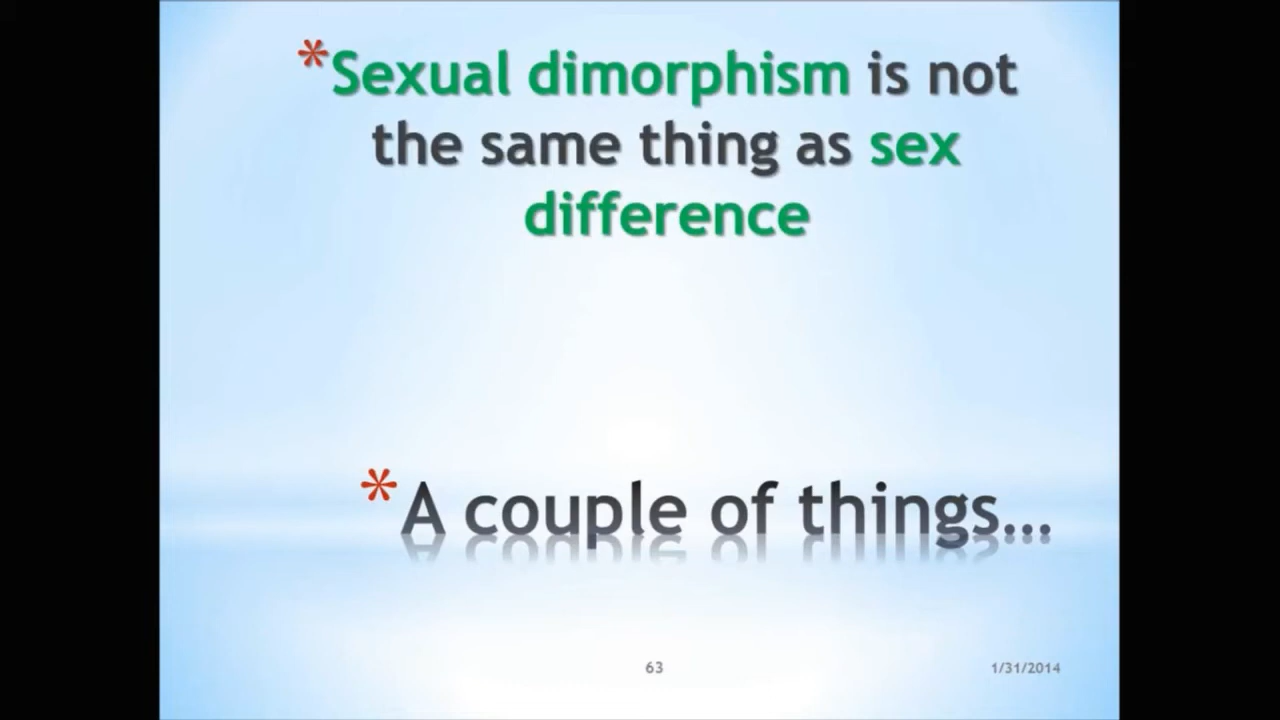 *Sexual dimorphism is not
the same thing as sex
difference
*A couple of things...
63
1/31/2014